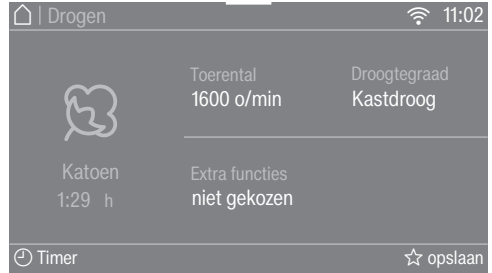 | Drogen
11:02
Toerental
1600 o/min
Droogtegraad
Kastdroog
Katoen
1:29 h
Extra functies
niet gekozen
Timer
opslaan